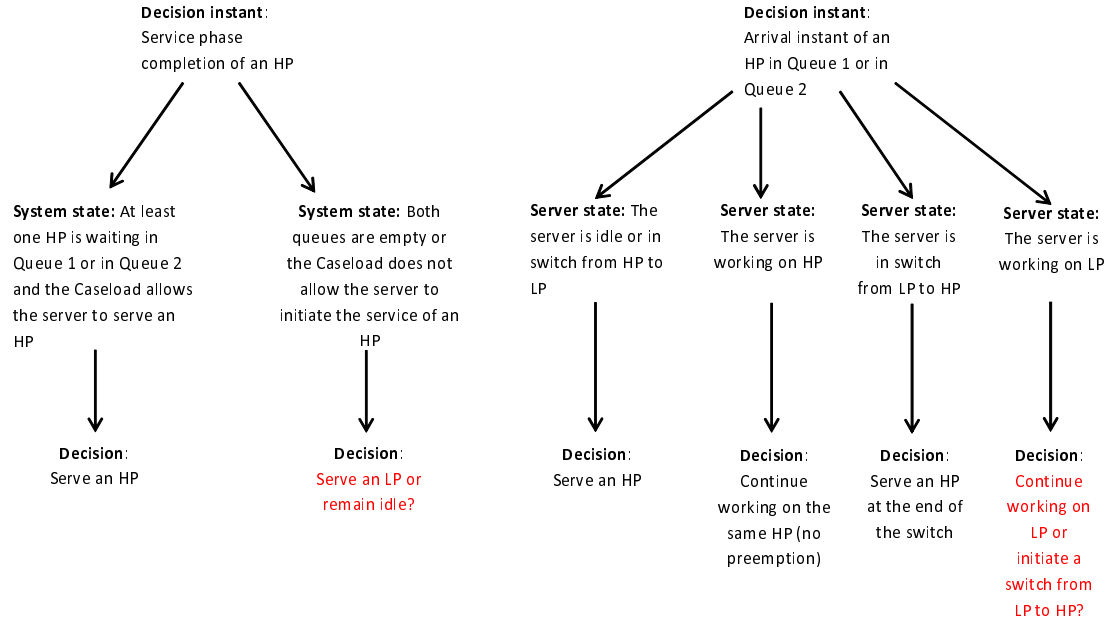 Decision instant:
Service phase
completion of an HP
Decision instant:
Arrival instant of an
HP in Queue 1 or in
Queue 2
System state: At least
one HP is waiting in
Queue 1 or in Queue 2
and the Caseload allows
the server to serve an
HP
System state: Both
queues are empty or
the Caseload does not
allow the server to
initiate the service of an
HP
Server state: The
server is idle or in
switch from HP to
LP
Server state:
The server is
working on HP
Server state:
The server is
in switch
from LP to HP
Server state:
The server is
working on LP
Decision:
Serve an HP
Decision:
Serve an LP or
remain idle?
Decision:
Serve an HP
Decision:
Continue
working on the
same HP (no
preemption)
Decision:
Serve an HP
at the end of
the switch
Decision:
Continue
working on
LP or
initiate a
switch from
LP to HP?